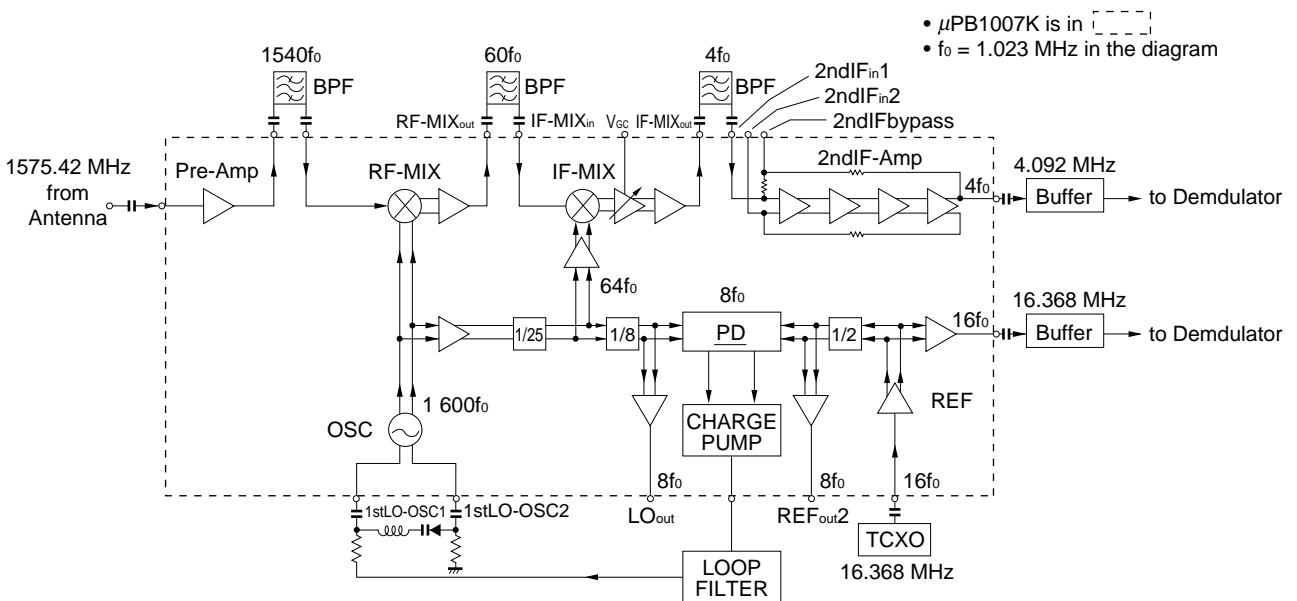 • μPB1007K is in
• f0 = 1.023 MHz in the diagram
1540f0
BPF
60f0
BPF
4f0
BPF
2ndIFin1
2ndIFin2
2ndIFbypass
RF-MIXout
IF-MIXin
VGC
IF-MIXout
1575.42 MHz
from
Antenna
Pre-Amp
RF-MIX
IF-MIX
2ndIF-Amp
4f0
4.092 MHz
Buffer
to Demdulator
64f0
8f0
1/25
1/8
PD
1/2
16f0
16.368 MHz
Buffer
to Demdulator
1 600f0
OSC
CHARGE
PUMP
REF
8f0
8f0
16f0
1stLO-OSC1
1stLO-OSC2
LOout
REFout2
TCXO
16.368 MHz
LOOP
FILTER